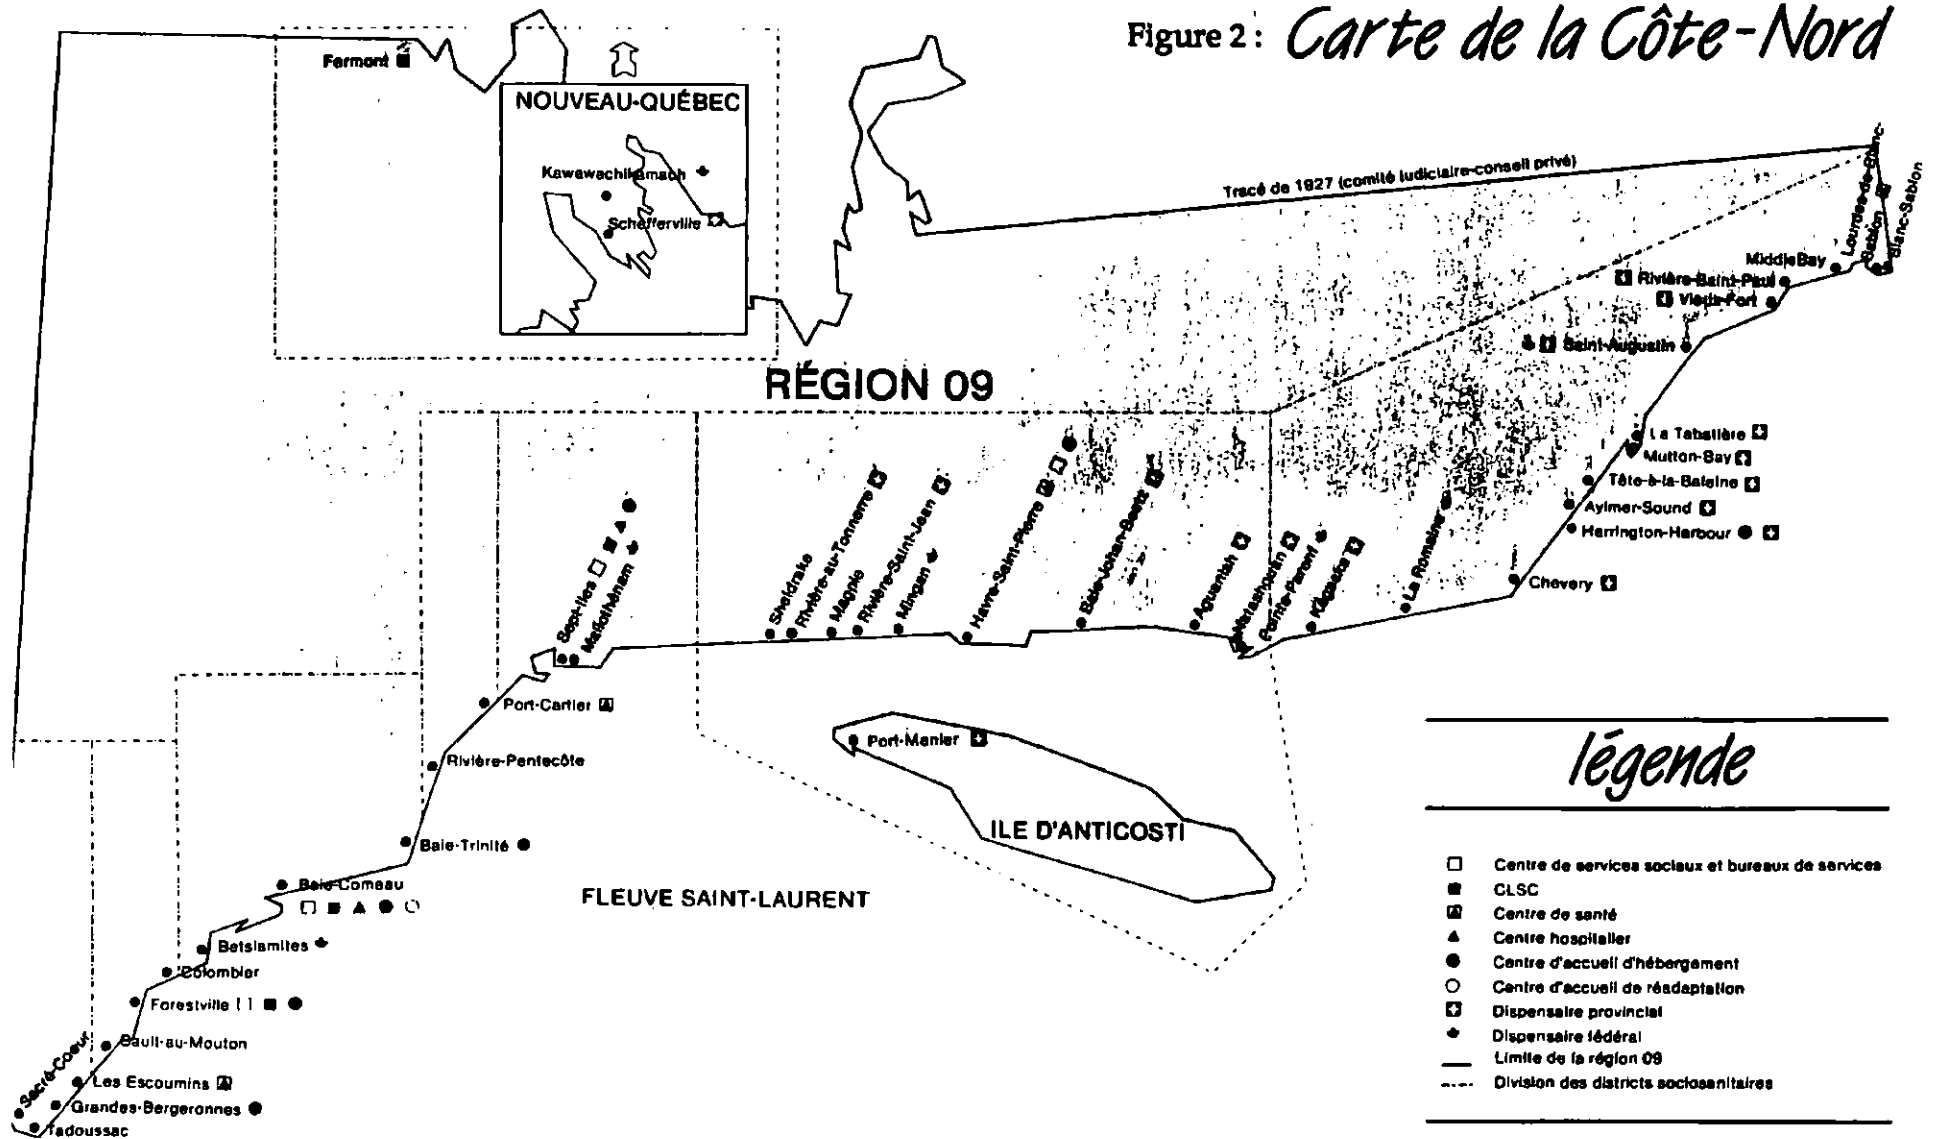 Figure 2 : Carte de la Côte-Nord
Fermont
NOUVEAU-QUÉBEC
Kawawachikamach
Schefferville
Tracé de 1927 (comité judiciaire-conseil privé)
Lourdes-de-Blanc-
Sablon
Blanc-Sablon
Middle Bay
Rivière-Saint-Paul
Vieux-Fort
Saint-Augustin
RÉGION 09
La Tabatière
Mutton-Bay
Tête-à-la-Baleine
Aylmer-Sound
Harrington-Harbour
Chevery
Sept-Iles
Maliothénam
Sheldrake
Rivière-au-Tonnerre
Magpie
Rivière-Saint-Jean
Mingan
Havre-Saint-Pierre
Baie-Johan-Beetz
Aguanish
Natashquan
Pointe-Parent
Kégaska
La Romaine
Port-Cartier
Rivière-Pentecôte
Port-Menier
ILE D'ANTICOSTI
Baie-Trinité
Baie-Comeau
FLEUVE SAINT-LAURENT
Betsiamites
Colombier
Forestville
Sault-au-Mouton
Sacré-Coeur
Les Escoumins
Grandes-Bergeronnes
Tadoussac
légende
Centre de services sociaux et bureaux de services
CLSC
Centre de santé
Centre hospitalier
Centre d'accueil d'hébergement
Centre d'accueil de réadaptation
Dispensaire provincial
Dispensaire fédéral
Limite de la région 09
Division des districts sociosanitaires